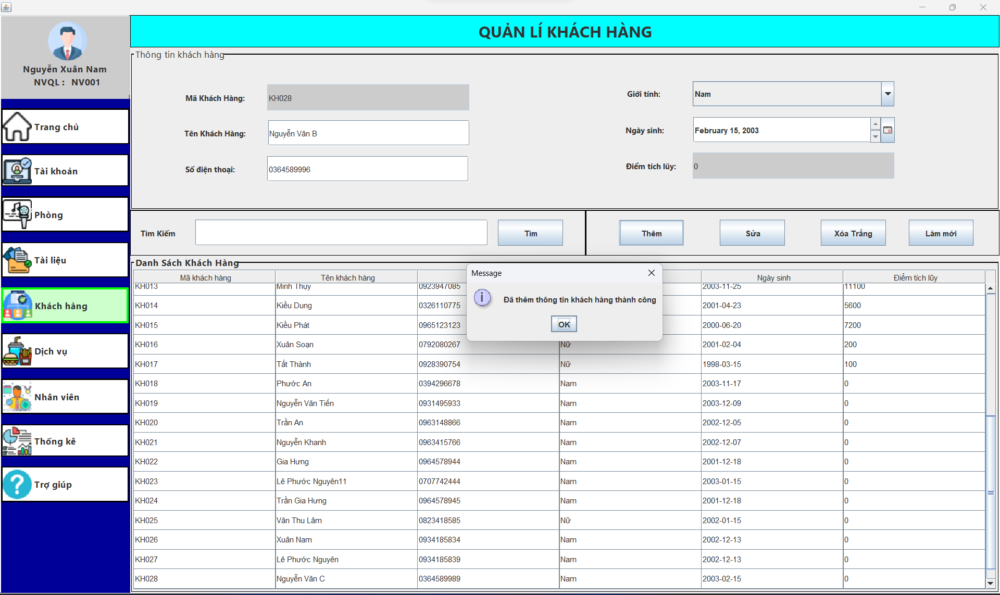 QUẢN LÍ KHÁCH HÀNG
Nguyễn Xuân Nam
NVQL : NV001
Trang chủ
Tài khoản
Phòng
Tài liệu
Khách hàng
Dịch vụ
Nhân viên
Thống kê
Trợ giúp
Thông tin khách hàng
Mã Khách Hàng: KH028
Giới tính: Nam
Tên Khách Hàng: Nguyễn Văn B
Ngày sinh: February 15, 2003
Số điện thoại: 0364589996
Điểm tích lũy: 0
Tìm Kiếm Tìm Thêm Sửa Xóa Trắng Làm mới
Danh Sách Khách Hàng
Mã khách hàng Tên khách hàng Ngày sinh Điểm tích lũy
KH013 Minh Thụy 0923947085 2003-11-25 11100
KH014 Kiều Dung 0326110775 2001-04-23 5600
KH015 Kiều Phát 0965123123 2000-06-20 7200
KH016 Xuân Soạn 0792080267 Nữ 2001-02-04 200
KH017 Tất Thành 0928390754 Nữ 1998-03-15 100
KH018 Phước An 0394296678 Nam 2003-11-17 0
KH019 Nguyễn Văn Tiến 0931495933 Nam 2003-12-09 0
KH020 Trần An 0963148866 Nam 2002-12-05 0
KH021 Nguyễn Khanh 0963415766 Nam 2002-12-07 0
KH022 Gia Hưng 0964578944 Nam 2001-12-18 0
KH023 Lê Phước Nguyên11 0707742444 Nam 2003-01-15 0
KH024 Trần Gia Hưng 0964578945 Nam 2001-12-18 0
KH025 Văn Thu Lâm 0823418585 Nữ 2002-01-15 0
KH026 Xuân Nam 0934185834 Nam 2002-12-13 0
KH027 Lê Phước Nguyên 0934185839 Nam 2002-12-13 0
KH028 Nguyễn Văn C 0364589989 Nam 2003-02-15 0
Message
Đã thêm thông tin khách hàng thành công
OK